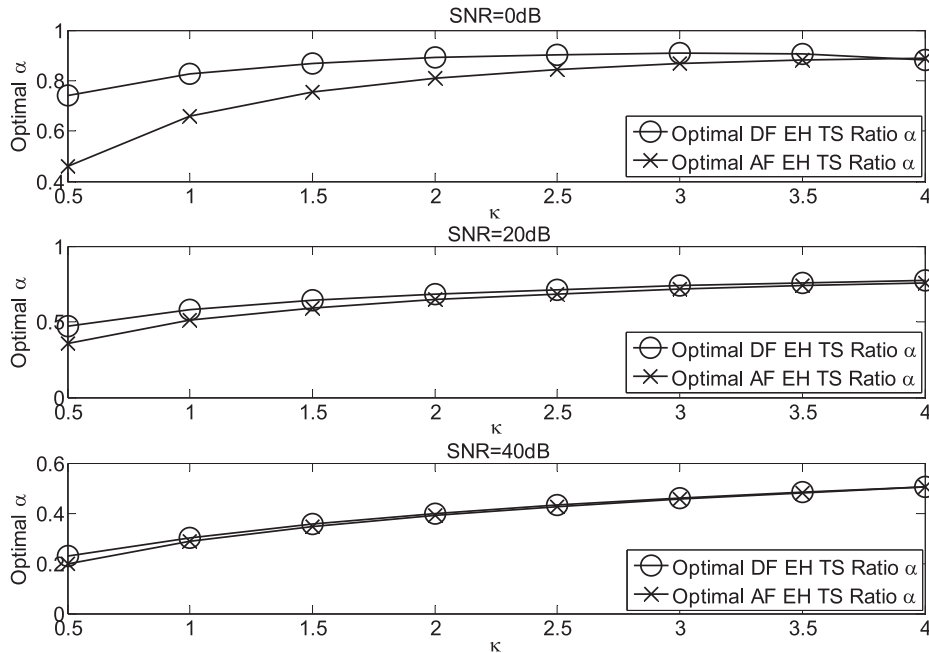 SNR=0dB
1
0.8
0.6
0.4
Optimal α
Optimal DF EH TS Ratio α
Optimal AF EH TS Ratio α
0.5 1 1.5 2 2.5 3 3.5 4
κ
SNR=20dB
1
0.5
0
Optimal α
Optimal DF EH TS Ratio α
Optimal AF EH TS Ratio α
0.5 1 1.5 2 2.5 3 3.5 4
κ
SNR=40dB
0.6
0.4
0.2
0
Optimal α
Optimal DF EH TS Ratio α
Optimal AF EH TS Ratio α
0.5 1 1.5 2 2.5 3 3.5 4
κ